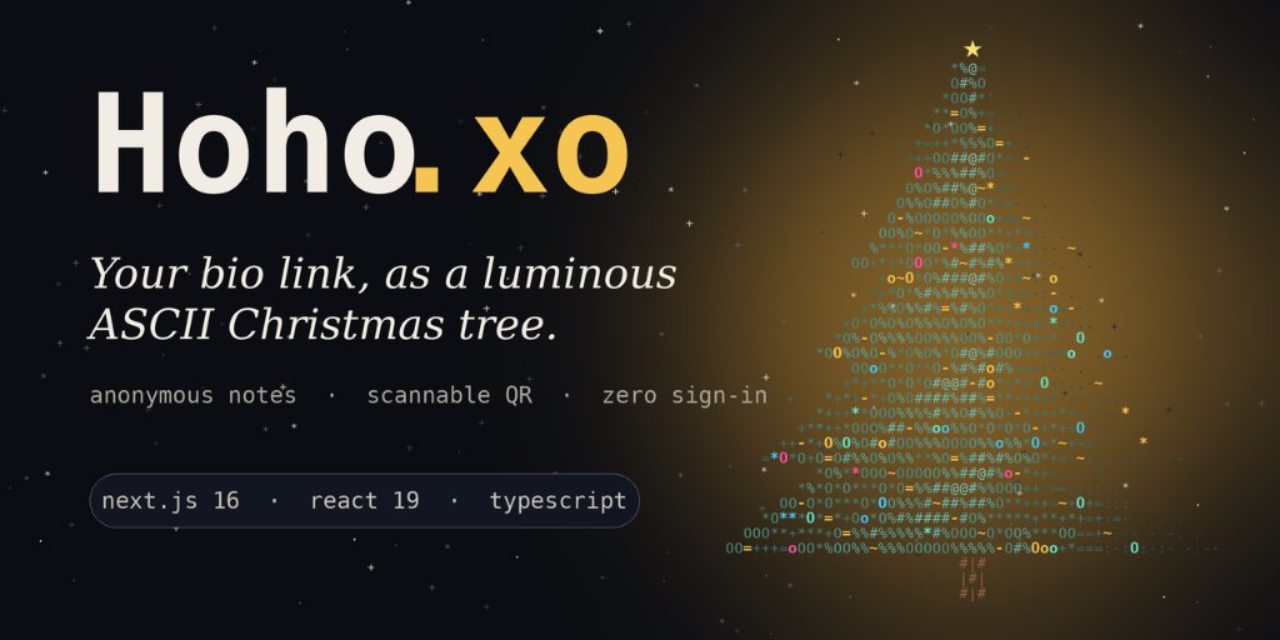 Hoho.xo
Your bio link, as a luminous
ASCII Christmas tree.
anonymous notes · scannable QR · zero sign-in
next.js 16 · react 19 · typescript